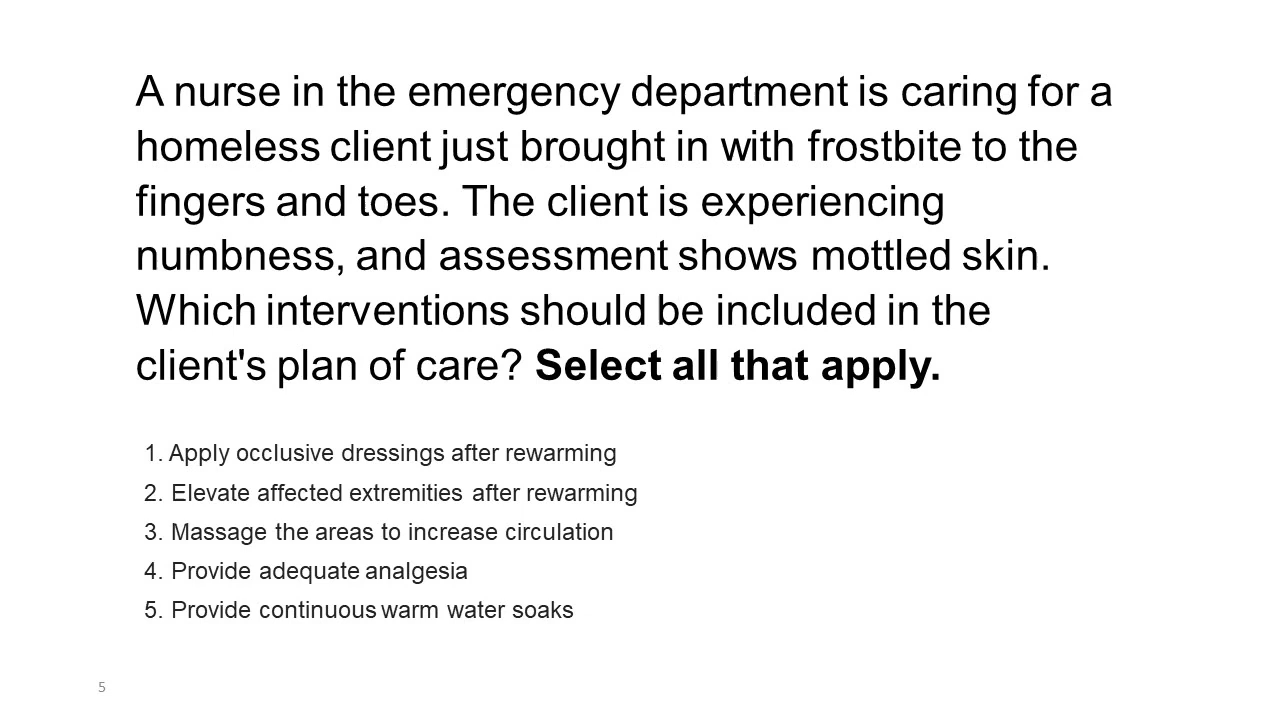 A nurse in the emergency department is caring for a
homeless client just brought in with frostbite to the
fingers and toes. The client is experiencing
numbness, and assessment shows mottled skin.
Which interventions should be included in the
client's plan of care? Select all that apply.
1. Apply occlusive dressings after rewarming
2. Elevate affected extremities after rewarming
3. Massage the areas to increase circulation
4. Provide adequate analgesia
5. Provide continuous warm water soaks
5